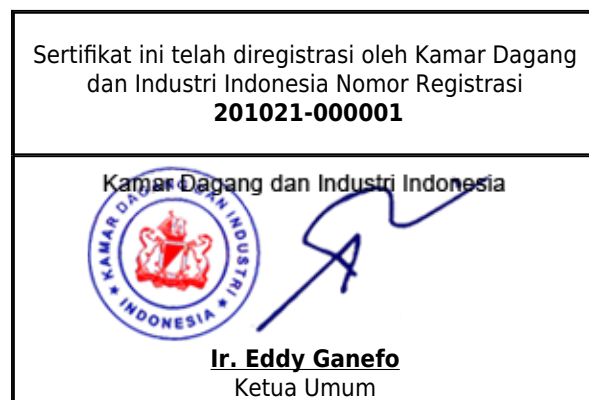 Sertifikat ini telah diregistrasi oleh Kamar Dagang
dan Industri Indonesia Nomor Registrasi
201021-000001
Kamar Dagang dan Industri Indonesia
KAMAR DAGANG DAN INDUSTRI
INDONESIA
Ir. Eddy Ganefo
Ketua Umum